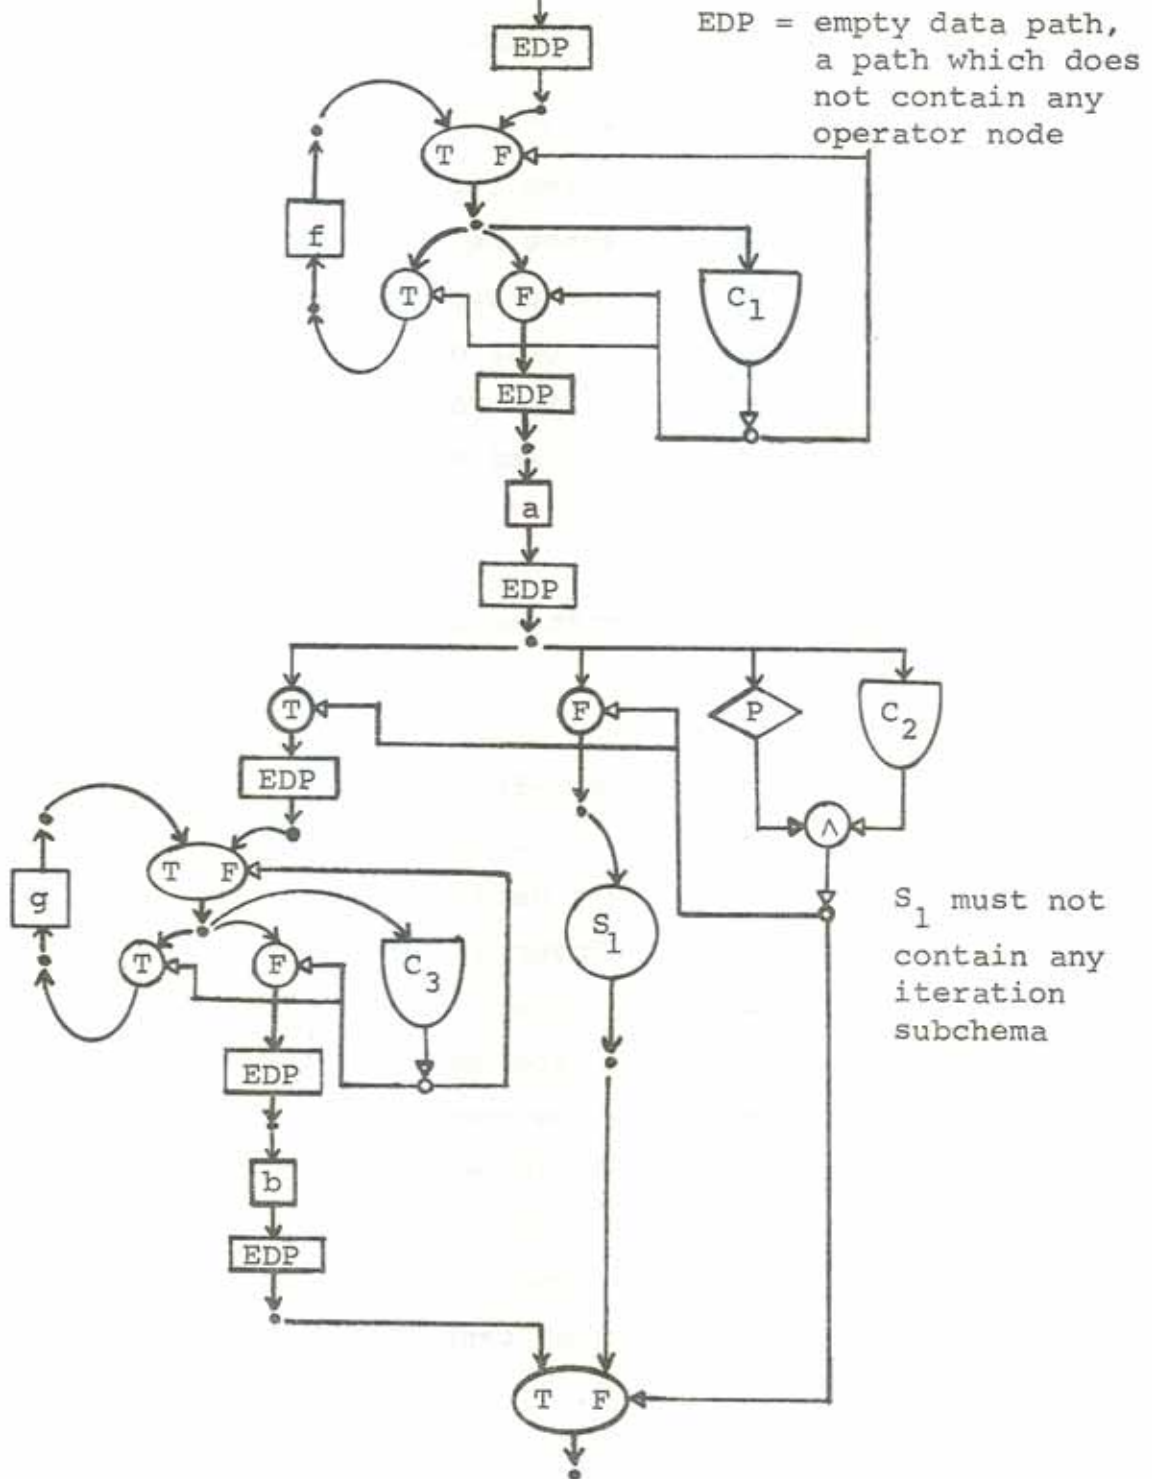 EDP = empty data path,
a path which does
not contain any
operator node
EDP
T F
f
T F C1
EDP
a
EDP
T F P C2
EDP
∧
T F
g
S1
S1 must not
contain any
iteration
subchema
T F C3
EDP
b
EDP
T F